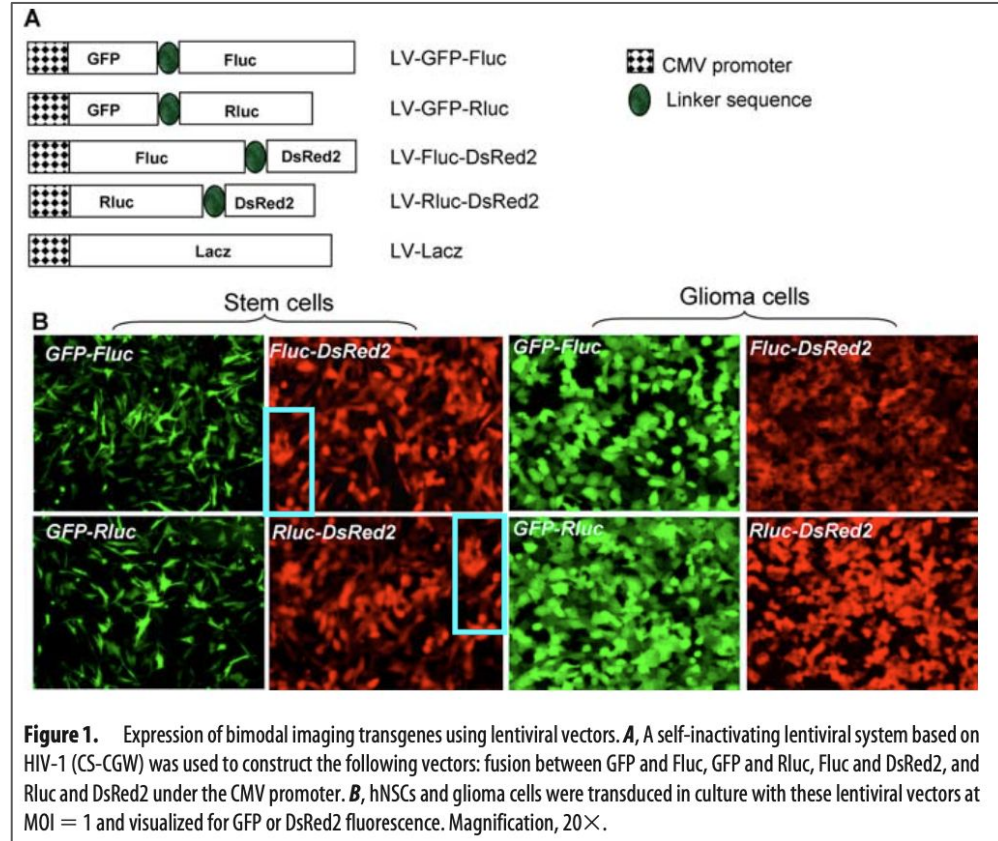 A
GFP Fluc LV-GFP-Fluc
CMV promoter
GFP Rluc LV-GFP-Rluc
Linker sequence
Fluc DsRed2 LV-Fluc-DsRed2
Rluc DsRed2 LV-Rluc-DsRed2
Lacz LV-Lacz
Stem cells Glioma cells
B
GFP-Fluc Fluc-DsRed2 GFP-Fluc Fluc-DsRed2
GFP-Rluc Rluc-DsRed2 GFP-Rluc Rluc-DsRed2
Figure 1. Expression of bimodal imaging transgenes using lentiviral vectors. A, A self-inactivating lentiviral system based on
HIV-1 (CS-CGW) was used to construct the following vectors: fusion between GFP and Fluc, GFP and Rluc, Fluc and DsRed2, and
Rluc and DsRed2 under the CMV promoter. B, hNSCs and glioma cells were transduced in culture with these lentiviral vectors at
MOI = 1 and visualized for GFP or DsRed2 fluorescence. Magnification, 20×.